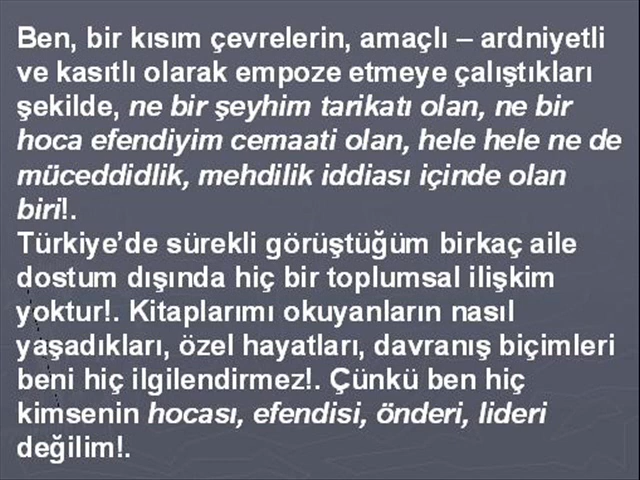 Ben, bir kısım çevrelerin, amaçlı – ardniyetli
ve kasıtlı olarak empoze etmeye çalıştıkları
şekilde, ne bir şeyhim tarikatı olan, ne bir
hoca efendiyim cemaati olan, hele hele ne de
müceddidlik, mehdilik iddiası içinde olan
biri!.
Türkiye’de sürekli görüştüğüm birkaç aile
dostum dışında hiç bir toplumsal ilişkim
yoktur!. Kitaplarımı okuyanların nasıl
yaşadıkları, özel hayatları, davranış biçimleri
beni hiç ilgilendirmez!. Çünkü ben hiç
kimsenin hocası, efendisi, önderi, lideri
değilim!.